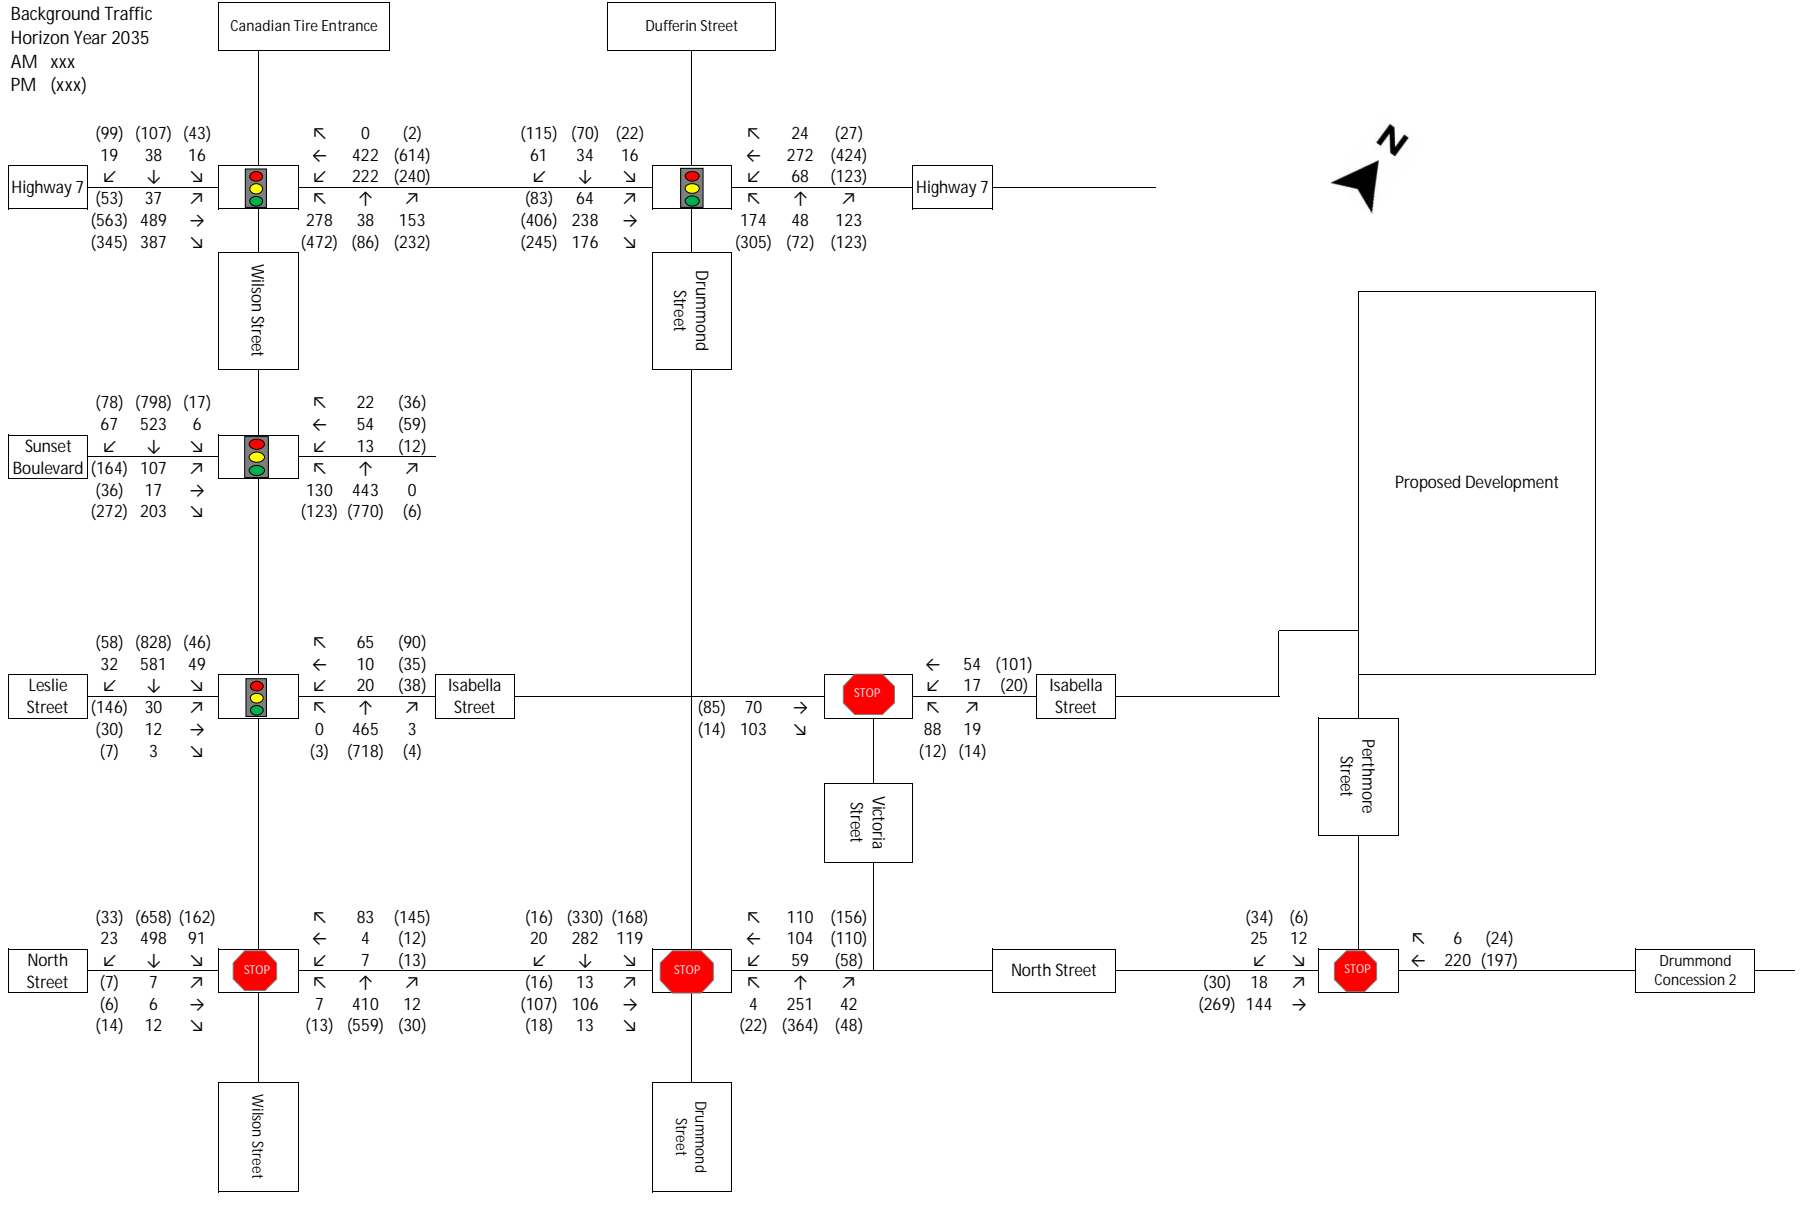 Background Traffic
Horizon Year 2035
AM xxx
PM (xxx)
Canadian Tire Entrance
Dufferin Street
N
(99) (107) (43) ↖ 0 (2) (115) (70) (22) ↖ 24 (27)
19 38 16 ← 422 (614) 61 34 16 ← 272 (424)
↙ ↓ ↘ ↙ 222 (240) ↙ ↓ ↘ ↙ 68 (123)
Highway 7
Highway 7
(53) 37 ↗ ↖ ↑ ↗ (83) 64 ↗ ↖ ↑ ↗
(563) 489 → 278 38 153 (406) 238 → 174 48 123
(345) 387 ↘ (472) (86) (232) (245) 176 ↘ (305) (72) (123)
Wilson Street
Drummond
Street
(78) (798) (17) ↖ 22 (36)
67 523 6 ← 54 (59)
↙ ↓ ↘ ↙ 13 (12)
Sunset
Boulevard
(164) 107 ↗ ↖ ↑ ↗
(36) 17 → 130 443 0
(272) 203 ↘ (123) (770) (6)
Proposed Development
(58) (828) (46) ↖ 65 (90)
32 581 49 ← 10 (35) ← 54 (101)
↙ ↓ ↘ ↙ 20 (38) ↙ 17 (20)
Leslie
Street
Isabella
Street
STOP
Isabella
Street
(146) 30 ↗ ↖ ↑ ↗ (85) 70 → ↖ ↗
(30) 12 → 0 465 3 (14) 103 ↘ 88 19
(7) 3 ↘ (3) (718) (4) (12) (14)
Victoria
Street
Perthmore
Street
(33) (658) (162) ↖ 83 (145) (16) (330) (168) ↖ 110 (156) (34) (6)
23 498 91 ← 4 (12) 20 282 119 ← 104 (110) 25 12 ↖ 6 (24)
↙ ↓ ↘ ↙ 7 (13) ↙ ↓ ↘ ↙ 59 (58) ↙ ↘ ← 220 (197)
North
Street
STOP
STOP
North Street
STOP
Drummond
Concession 2
(7) 7 ↗ ↖ ↑ ↗ (16) 13 ↗ ↖ ↑ ↗ (30) 18 ↗
(6) 6 → 7 410 12 (107) 106 → 4 251 42 (269) 144 →
(14) 12 ↘ (13) (559) (30) (18) 13 ↘ (22) (364) (48)
Wilson Street
Drummond
Street